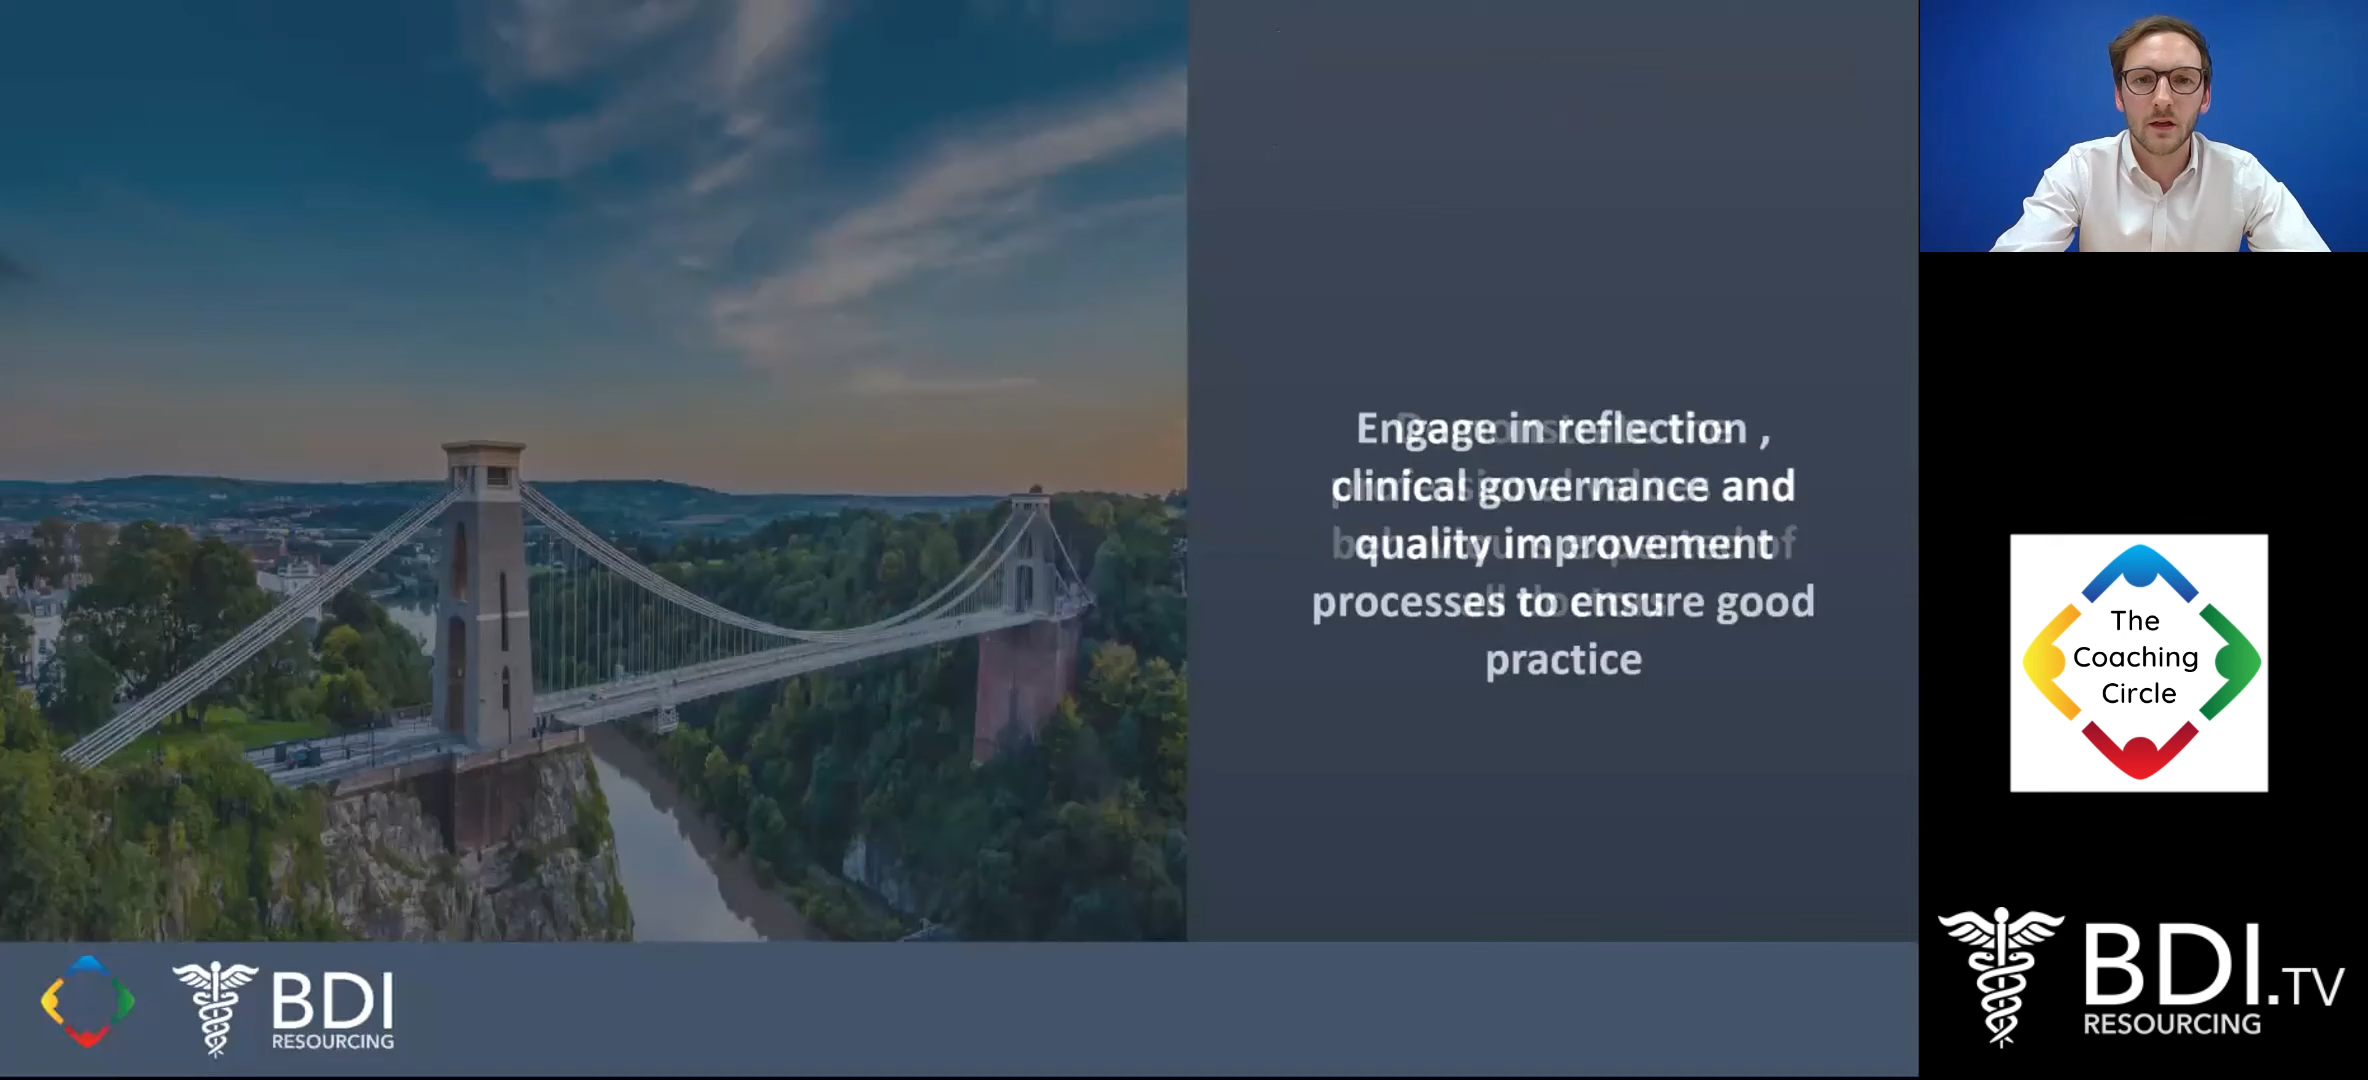 Engage in reflection ,
clinical governance and
quality improvement
processes to ensure good
practice
The
Coaching
Circle
BDI
RESOURCING
BDI.TV
RESOURCING